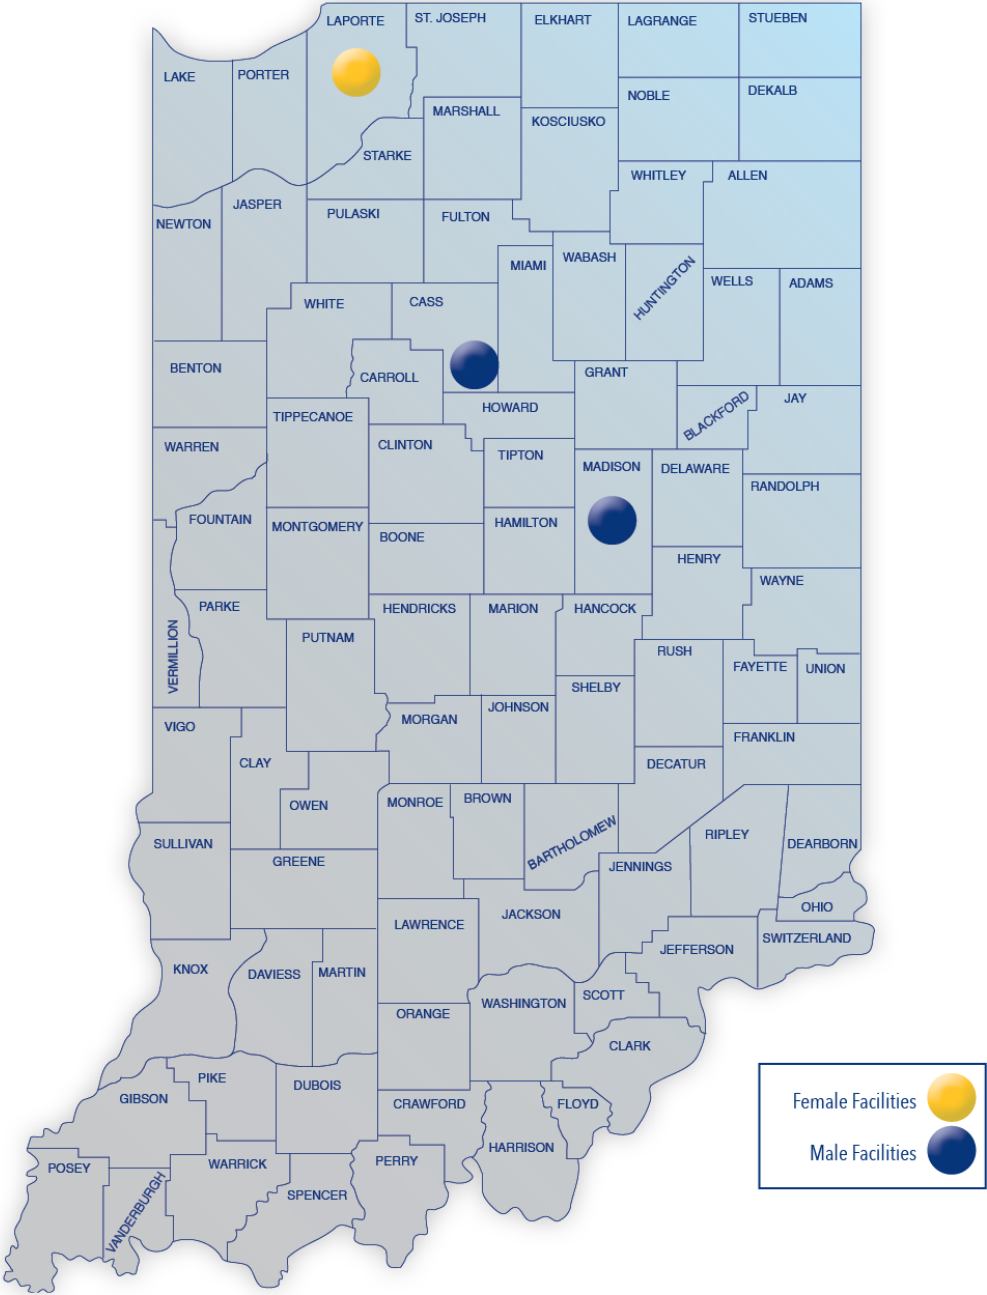 LAPORTE
ST. JOSEPH
ELKHART
LAGRANGE
STUEBEN
LAKE
PORTER
NOBLE
DEKALB
MARSHALL
KOSCIUSKO
STARKE
WHITLEY
ALLEN
JASPER
PULASKI
FULTON
NEWTON
MIAMI
WABASH
HUNTINGTON
WELLS
ADAMS
WHITE
CASS
BENTON
CARROLL
GRANT
HOWARD
BLACKFORD
JAY
TIPPECANOE
WARREN
CLINTON
TIPTON
MADISON
DELAWARE
RANDOLPH
FOUNTAIN
MONTGOMERY
BOONE
HAMILTON
HENRY
WAYNE
PARKE
HENDRICKS
MARION
HANCOCK
VERMILLION
PUTNAM
RUSH
FAYETTE
UNION
SHELBY
JOHNSON
MORGAN
VIGO
FRANKLIN
CLAY
DECATUR
OWEN
MONROE
BROWN
BARTHOLOMEW
RIPLEY
DEARBORN
SULLIVAN
GREENE
JENNINGS
OHIO
LAWRENCE
JACKSON
SWITZERLAND
JEFFERSON
KNOX
DAVIESS
MARTIN
SCOTT
WASHINGTON
ORANGE
CLARK
PIKE
DUBOIS
GIBSON
CRAWFORD
FLOYD
HARRISON
POSEY
VANDERBURGH
WARRICK
PERRY
SPENCER
Female Facilities
Male Facilities